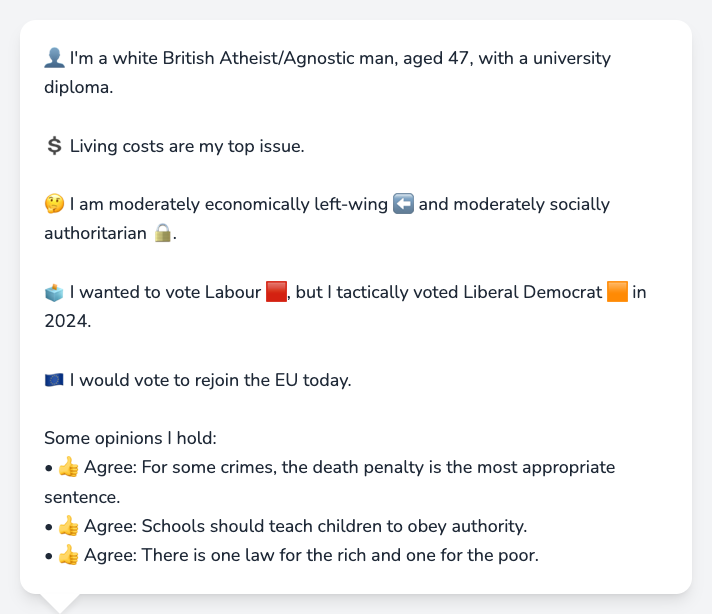 👤 I'm a white British Atheist/Agnostic man, aged 47, with a university
diploma.
💲 Living costs are my top issue.
🤔 I am moderately economically left-wing ⬅️ and moderately socially
authoritarian 🔒.
🗳️ I wanted to vote Labour 🟥, but I tactically voted Liberal Democrat 🟧 in
2024.
🇪🇺 I would vote to rejoin the EU today.
Some opinions I hold:
• 👍 Agree: For some crimes, the death penalty is the most appropriate
sentence.
• 👍 Agree: Schools should teach children to obey authority.
• 👍 Agree: There is one law for the rich and one for the poor.